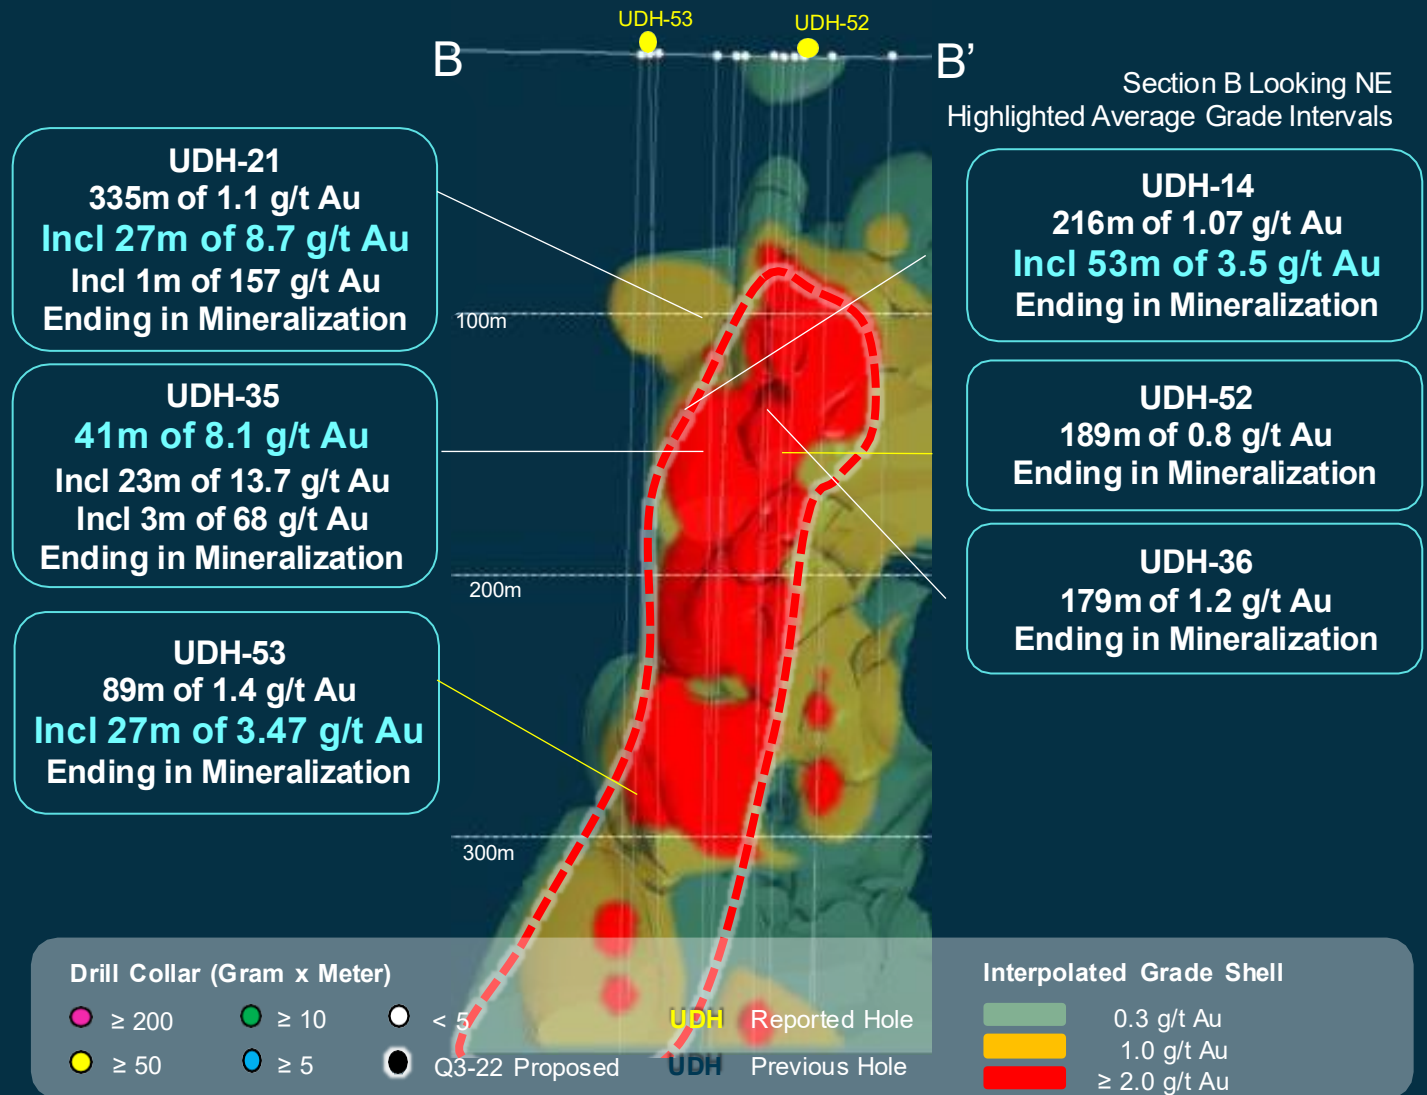 UDH-53
UDH-52
B
B’
Section B Looking NE
Highlighted Average Grade Intervals
UDH-21
335m of 1.1 g/t Au
Incl 27m of 8.7 g/t Au
Incl 1m of 157 g/t Au
Ending in Mineralization
UDH-35
41m of 8.1 g/t Au
Incl 23m of 13.7 g/t Au
Incl 3m of 68 g/t Au
Ending in Mineralization
UDH-53
89m of 1.4 g/t Au
Incl 27m of 3.47 g/t Au
Ending in Mineralization
100m
200m
300m
UDH-14
216m of 1.07 g/t Au
Incl 53m of 3.5 g/t Au
Ending in Mineralization
UDH-52
189m of 0.8 g/t Au
Ending in Mineralization
UDH-36
179m of 1.2 g/t Au
Ending in Mineralization
Drill Collar (Gram x Meter)
≥ 200
≥ 10
< 5
≥ 50
≥ 5
Q3-22 Proposed
UDH Reported Hole
UDH Previous Hole
Interpolated Grade Shell
0.3 g/t Au
1.0 g/t Au
≥ 2.0 g/t Au